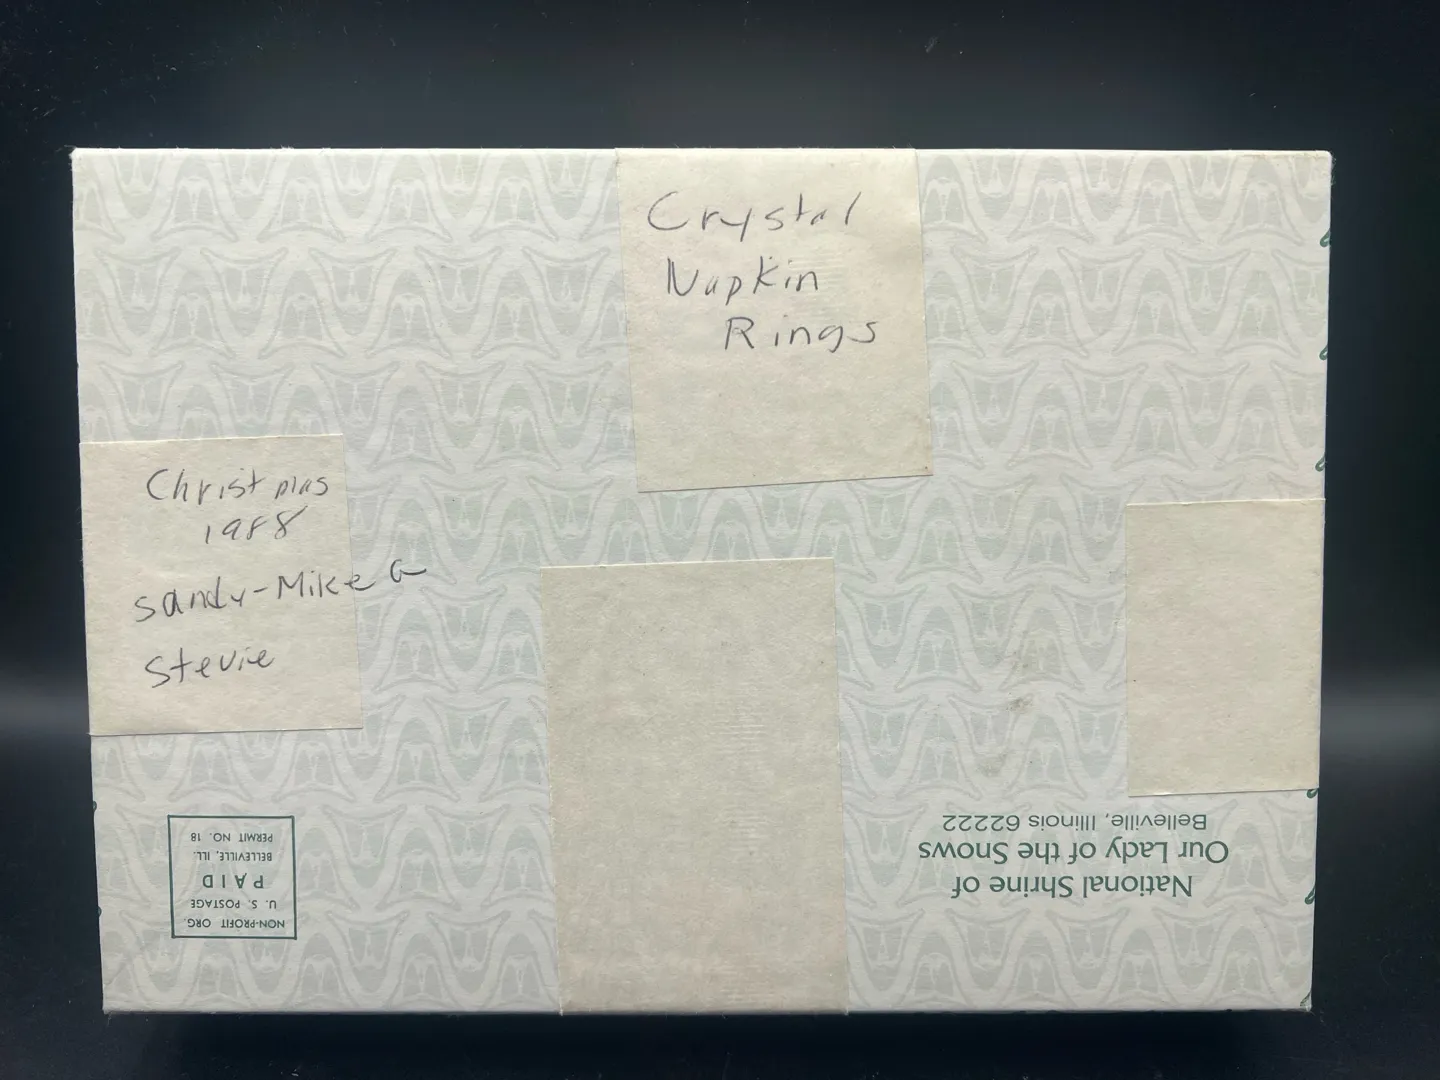 Crystal
Napkin
Rings
Christmas
1988
Sandy-Mike G
Stevie
NON-PROFIT ORG.
U. S. POSTAGE
PAID
BELLEVILLE, ILL.
PERMIT NO. 18
National Shrine of
Our Lady of the Snows
Belleville, Illinois 62222